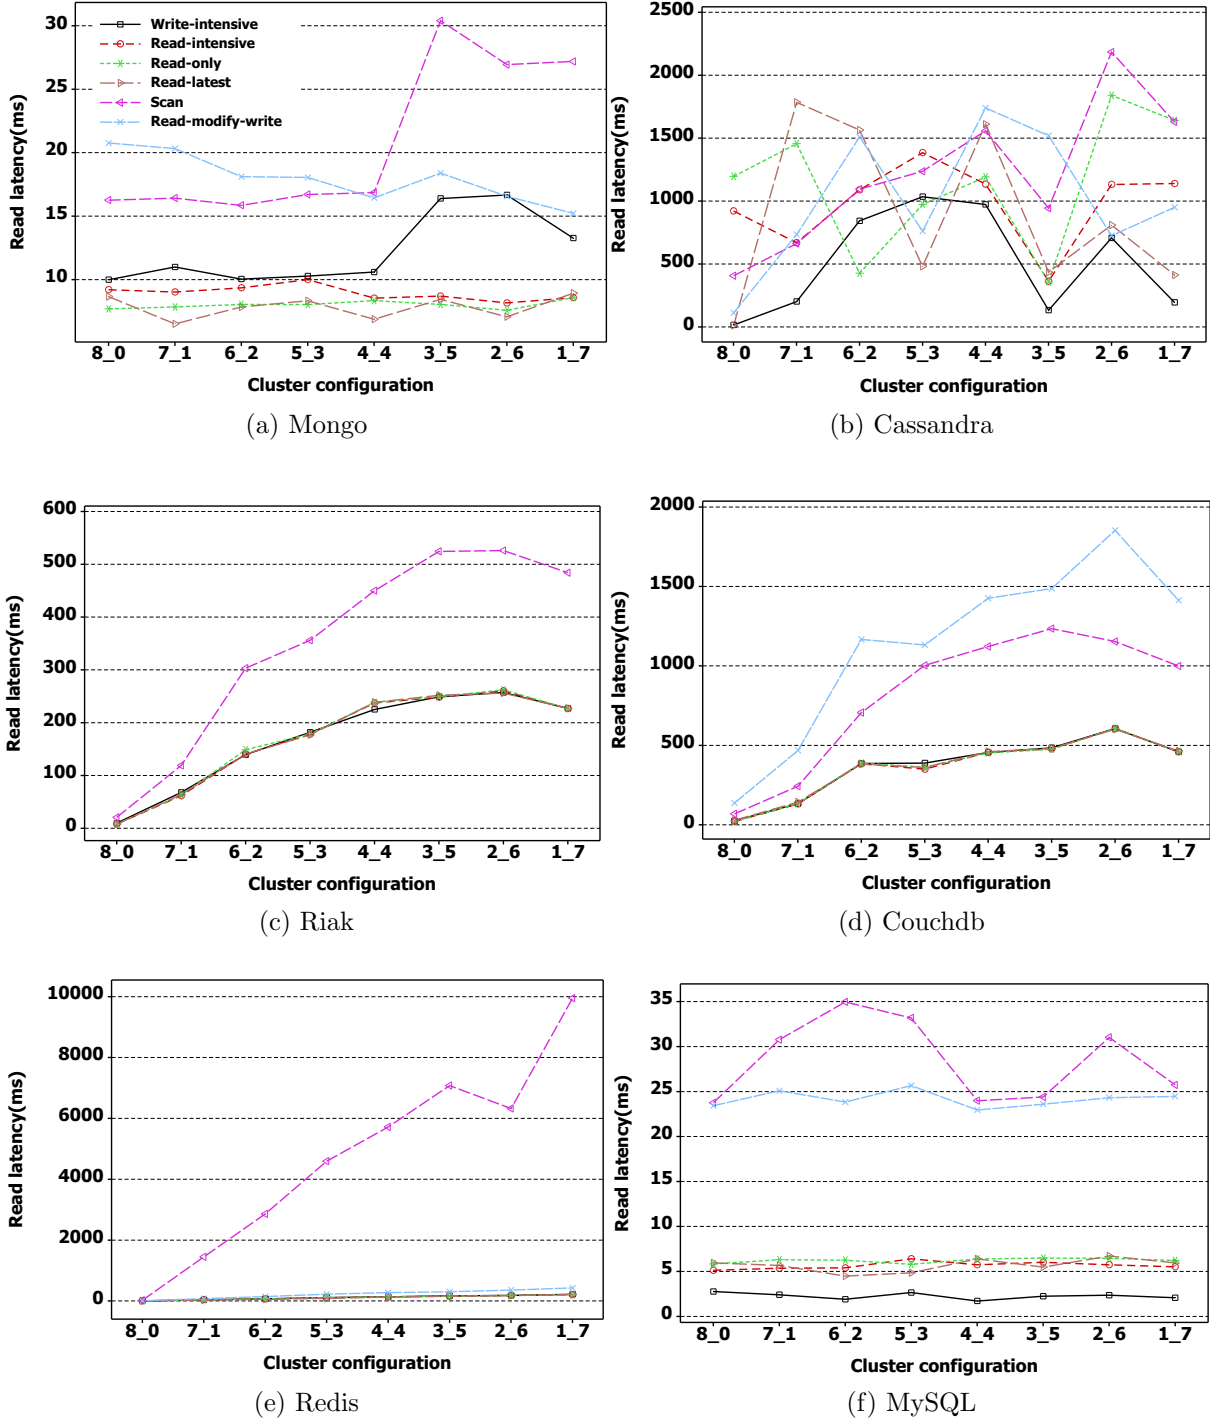 30
25
20
15
10
Read latency(ms)
Write-intensive
Read-intensive
Read-only
Read-latest
Scan
Read-modify-write
8_0 7_1 6_2 5_3 4_4 3_5 2_6 1_7
Cluster configuration
(a) Mongo
2500
2000
1500
1000
500
0
Read latency(ms)
8_0 7_1 6_2 5_3 4_4 3_5 2_6 1_7
Cluster configuration
(b) Cassandra
600
500
400
300
200
100
0
Read latency(ms)
8_0 7_1 6_2 5_3 4_4 3_5 2_6 1_7
Cluster configuration
(c) Riak
2000
1500
1000
500
0
Read latency(ms)
8_0 7_1 6_2 5_3 4_4 3_5 2_6 1_7
Cluster configuration
(d) Couchdb
10000
8000
6000
4000
2000
0
Read latency(ms)
8_0 7_1 6_2 5_3 4_4 3_5 2_6 1_7
Cluster configuration
(e) Redis
35
30
25
20
15
10
5
0
Read latency(ms)
8_0 7_1 6_2 5_3 4_4 3_5 2_6 1_7
Cluster configuration
(f) MySQL